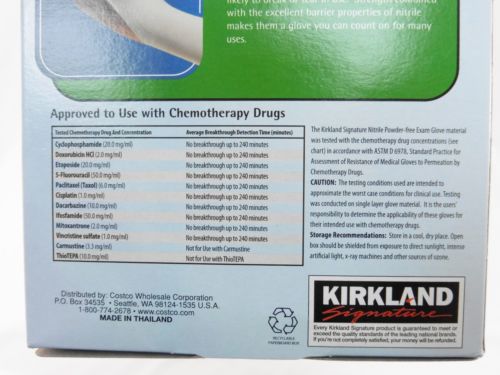 likely to break or tear in use. Strength combined
with the excellent barrier properties of nitrile
makes them a glove you can count on for many
uses.
Approved to Use with Chemotherapy Drugs
Tested Chemotherapy Drug And Concentration Average Breakthrough Detection Time (minutes)
Cyclophosphamide (20.0 mg/ml) No breakthrough up to 240 minutes
Doxorubicin HCl (2.0 mg/ml) No breakthrough up to 240 minutes
Etoposide (20.0 mg/ml) No breakthrough up to 240 minutes
5-Fluorouracil (50.0 mg/ml) No breakthrough up to 240 minutes
Paclitaxel (Taxol) (6.0 mg/ml) No breakthrough up to 240 minutes
Cisplatin (1.0 mg/ml) No breakthrough up to 240 minutes
Dacarbazine (10.0 mg/ml) No breakthrough up to 240 minutes
Ifosfamide (50.0 mg/ml) No breakthrough up to 240 minutes
Mitoxantrone (2.0 mg/ml) No breakthrough up to 240 minutes
Vincristine sulfate (1.0 mg/ml) No breakthrough up to 240 minutes
Carmustine (3.3 mg/ml) Not for Use with Carmustine
ThioTEPA (10.0 mg/ml) Not for Use with ThioTEPA
The Kirkland Signature Nitrile Powder-free Exam Glove material
was tested with the chemotherapy drug concentrations (see
chart) in accordance with ASTM D 6978, Standard Practice for
Assessment of Resistance of Medical Gloves to Permeation by
Chemotherapy Drugs.
CAUTION: The testing conditions used are intended to
approximate the worst case conditions for clinical use. Testing
was conducted on single layer glove material. It is the users'
responsibility to determine the applicability of these gloves for
their intended use with chemotherapy drugs.
Storage Recommendations: Store in a cool, dry place. Open
box should be shielded from exposure to direct sunlight, intense
artificial light, x-ray machines and other sources of ozone.
Distributed by: Costco Wholesale Corporation
P.O. Box 34535 • Seattle, WA 98124-1535 U.S.A.
1-800-774-2678 • www.costco.com
MADE IN THAILAND
RECYCLABLE
PAPERBOARD BOX
KIRKLAND
Signature
Every Kirkland Signature product is guaranteed to meet or
exceed the quality standards of the leading national brands.
If you're not completely satisfied, your money will be refunded.